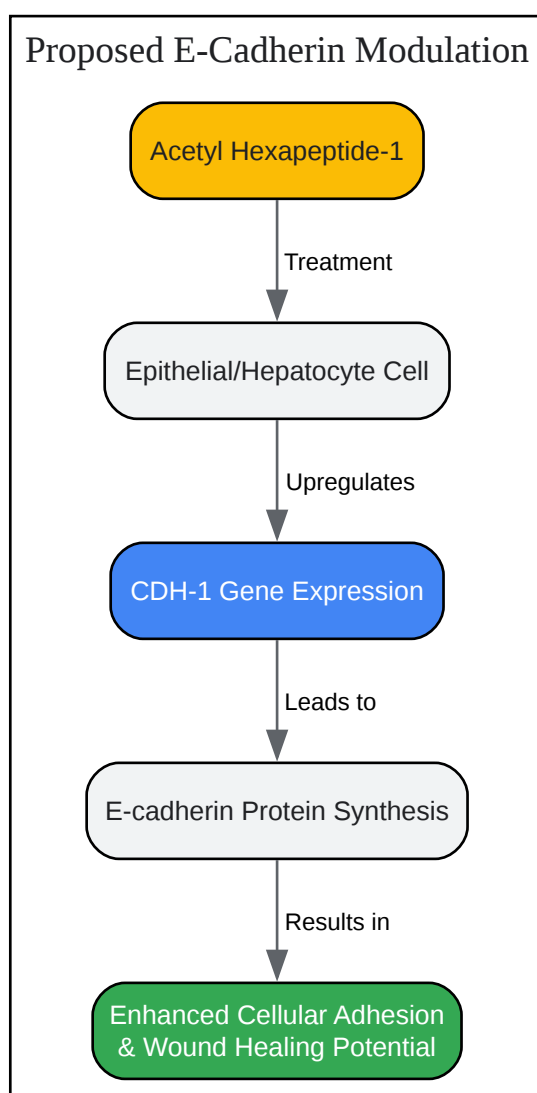 Proposed E-Cadherin Modulation
Acetyl Hexapeptide-1
Treatment
Epithelial/Hepatocyte Cell
Upregulates
CDH-1 Gene Expression
Leads to
E-cadherin Protein Synthesis
Results in
Enhanced Cellular Adhesion
& Wound Healing Potential